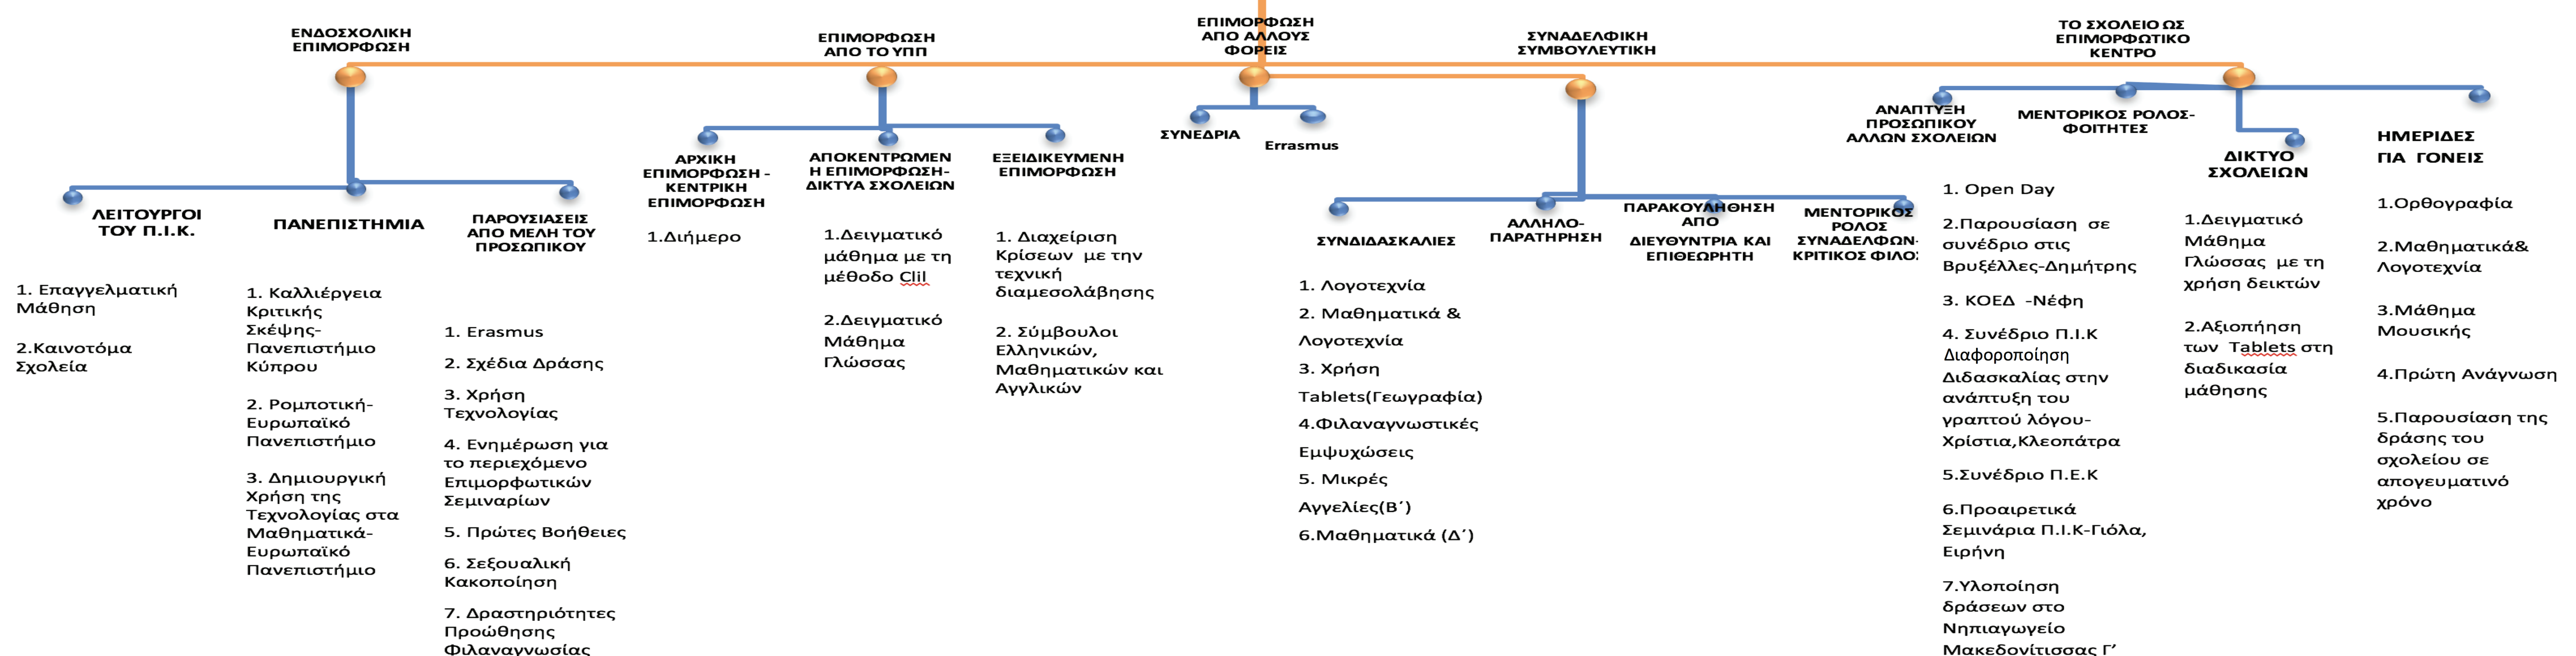 ΕΝΔΟΣΧΟΛΙΚΗ
ΕΠΙΜΟΡΦΩΣΗ
ΕΠΙΜΟΡΦΩΣΗ
ΑΠΟ ΤΟ ΥΠΠ
ΕΠΙΜΟΡΦΩΣΗ
ΑΠΟ ΑΛΛΟΥΣ
ΦΟΡΕΙΣ
ΣΥΝΑΔΕΛΦΙΚΗ
ΣΥΜΒΟΥΛΕΥΤΙΚΗ
ΤΟ ΣΧΟΛΕΙΟ ΩΣ
ΕΠΙΜΟΡΦΩΤΙΚΟ
ΚΕΝΤΡΟ
ΛΕΙΤΟΥΡΓΟΙ
ΤΟΥ Π.Ι.Κ.
1. Επαγγελματική
Μάθηση
2.Καινοτόμα
Σχολεία
ΠΑΝΕΠΙΣΤΗΜΙΑ
1. Καλλιέργεια
Κριτικής
Σκέψης-
Πανεπιστήμιο
Κύπρου
2. Ρομποτική-
Ευρωπαϊκό
Πανεπιστήμιο
3. Δημιουργική
Χρήση της
Τεχνολογίας στα
Μαθηματικά-
Ευρωπαϊκό
Πανεπιστήμιο
ΠΑΡΟΥΣΙΑΣΕΙΣ
ΑΠΟ ΜΕΛΗ ΤΟΥ
ΠΡΟΣΩΠΙΚΟΥ
1. Erasmus
2. Σχέδια Δράσης
3. Χρήση
Τεχνολογίας
4. Ενημέρωση για
το περιεχόμενο
Επιμορφωτικών
Σεμιναρίων
5. Πρώτες Βοήθειες
6. Σεξουαλική
Κακοποίηση
7. Δραστηριότητες
Προώθησης
Φιλαναγνωσίας
ΑΡΧΙΚΗ
ΕΠΙΜΟΡΦΩΣΗ -
ΚΕΝΤΡΙΚΗ
ΕΠΙΜΟΡΦΩΣΗ
1.Διήμερο
ΑΠΟΚΕΝΤΡΩΜΕΝ
Η ΕΠΙΜΟΡΦΩΣΗ-
ΔΙΚΤΥΑ ΣΧΟΛΕΙΩΝ
1.Δειγματικό
μάθημα με τη
μέθοδο Clil
2.Δειγματικό
Μάθημα
Γλώσσας
ΕΞΕΙΔΙΚΕΥΜΕΝΗ
ΕΠΙΜΟΡΦΩΣΗ
1. Διαχείριση
Κρίσεων με την
τεχνική
διαμεσολάβησης
2. Σύμβουλοι
Ελληνικών,
Μαθηματικών και
Αγγλικών
ΣΥΝΕΔΡΙΑ
Errasmus
ΣΥΝΔΙΔΑΣΚΑΛΙΕΣ
1. Λογοτεχνία
2. Μαθηματικά &
Λογοτεχνία
3. Χρήση
Tablets(Γεωγραφία)
4.Φιλαναγνωστικές
Εμψυχώσεις
5. Μικρές
Αγγελίες(Β΄)
6.Μαθηματικά (Δ΄)
ΑΛΛΗΛΟ-
ΠΑΡΑΤΗΡΗΣΗ
ΠΑΡΑΚΟΥΛΗΘΗΣΗ
ΑΠΟ
ΔΙΕΥΘΥΝΤΡΙΑ ΚΑΙ
ΕΠΙΘΕΩΡΗΤΗ
ΜΕΝΤΟΡΙΚΟΣ
ΡΟΛΟΣ
ΣΥΝΑΔΕΛΦΩΝ-
ΚΡΙΤΙΚΟΣ ΦΙΛΟΣ
ΑΝΑΠΤΥΞΗ
ΠΡΟΣΩΠΙΚΟΥ
ΑΛΛΩΝ ΣΧΟΛΕΙΩΝ
1. Open Day
2.Παρουσίαση σε
συνέδριο στις
Βρυξέλλες-Δημήτρης
3. ΚΟΕΔ -Νέφη
4. Συνέδριο Π.Ι.Κ
Διαφοροποίηση
Διδασκαλίας στην
ανάπτυξη του
γραπτού λόγου-
Χρίστια,Κλεοπάτρα
5.Συνέδριο Π.Ε.Κ
6.Προαιρετικά
Σεμινάρια Π.Ι.Κ-Γιόλα,
Ειρήνη
7.Υλοποίηση
δράσεων στο
Νηπιαγωγείο
Μακεδονίτισσας Γ’
ΜΕΝΤΟΡΙΚΟΣ ΡΟΛΟΣ-
ΦΟΙΤΗΤΕΣ
ΔΙΚΤΥΟ
ΣΧΟΛΕΙΩΝ
1.Δειγματικό
Μάθημα
Γλώσσας με τη
χρήση δεικτών
2.Αξιοπήηση
των Tablets στη
διαδικασία
μάθησης
ΗΜΕΡΙΔΕΣ
ΓΙΑ ΓΟΝΕΙΣ
1.Ορθογραφία
2.Μαθηματικά&
Λογοτεχνία
3.Μάθημα
Μουσικής
4.Πρώτη Ανάγνωση
5.Παρουσίαση της
δράσης του
σχολείου σε
απογευματινό
χρόνο